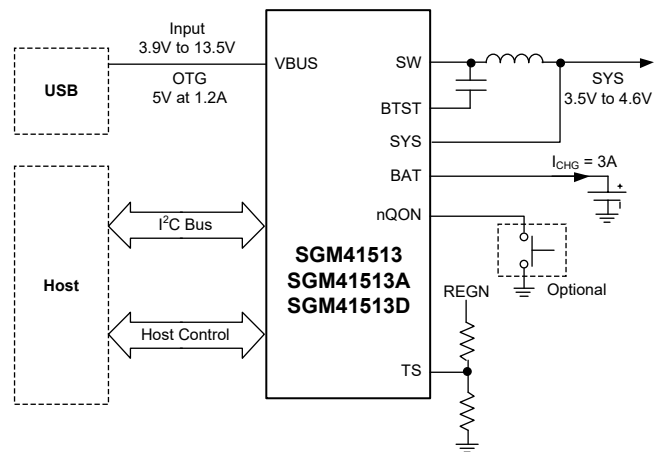 Input
3.9V to 13.5V
OTG
5V at 1.2A
USB
VBUS
SW
BTST
SYS
BAT
nQON
TS
SYS
3.5V to 4.6V
I_CHG = 3A
+
Host
I²C Bus
Host Control
SGM41513
SGM41513A
SGM41513D
REGN
Optional